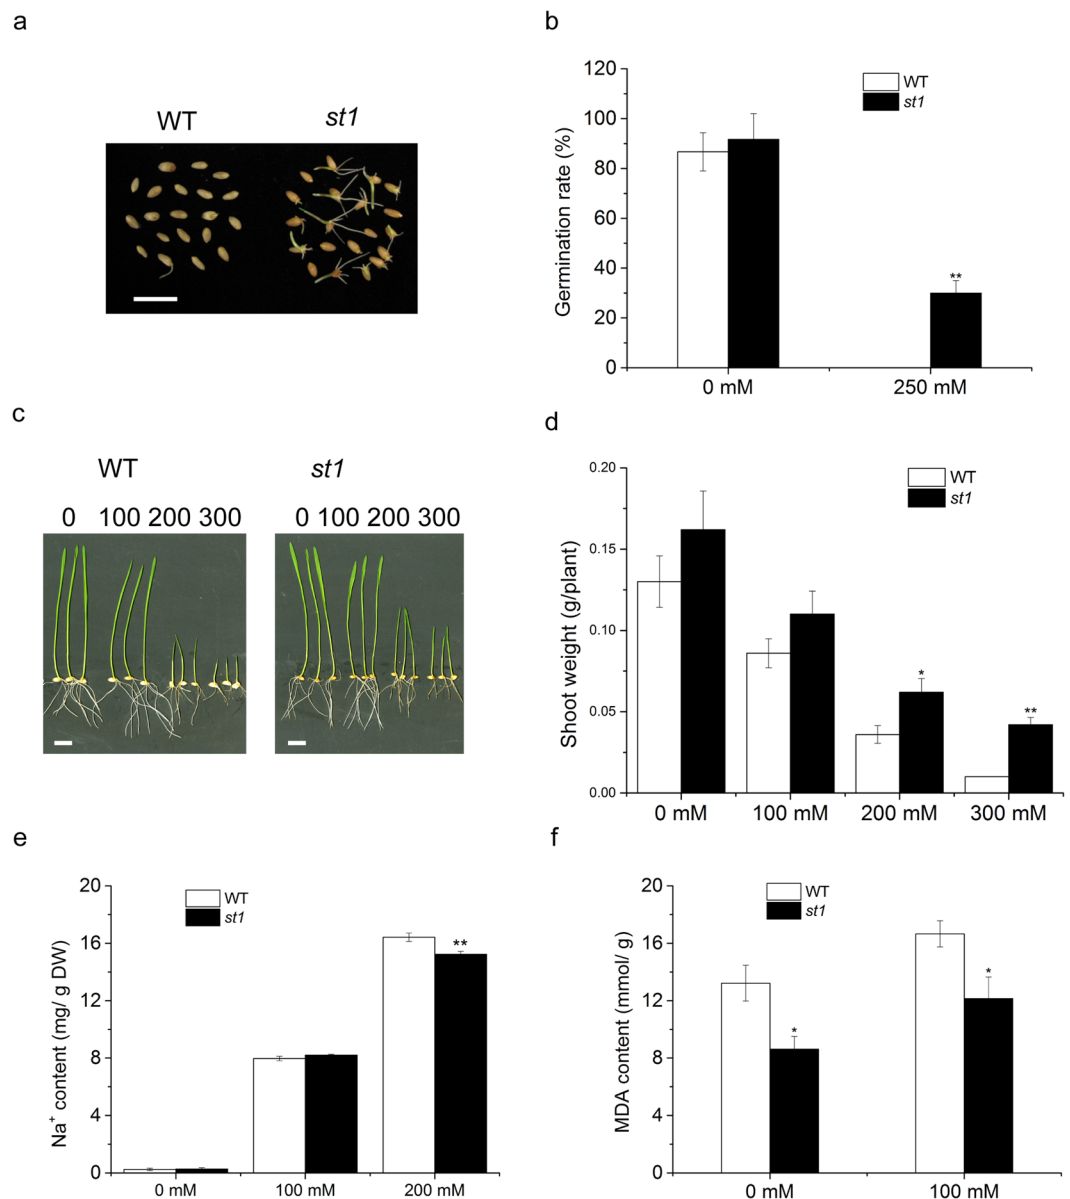 a
WT st1
b
120
100
80
60
40
20
0
Germination rate (%)
WT
st1
**
0 mM 250 mM
c
WT st1
0 100 200 300 0 100 200 300
d
0.20
0.15
0.10
0.05
0.00
Shoot weight (g/plant)
WT
st1
*
**
0 mM 100 mM 200 mM 300 mM
e
20
16
12
8
4
0
Na+ content (mg/ g DW)
WT
st1
**
0 mM 100 mM 200 mM
f
20
16
12
8
4
0
MDA content (mmol/ g)
WT
st1
*
*
0 mM 100 mM